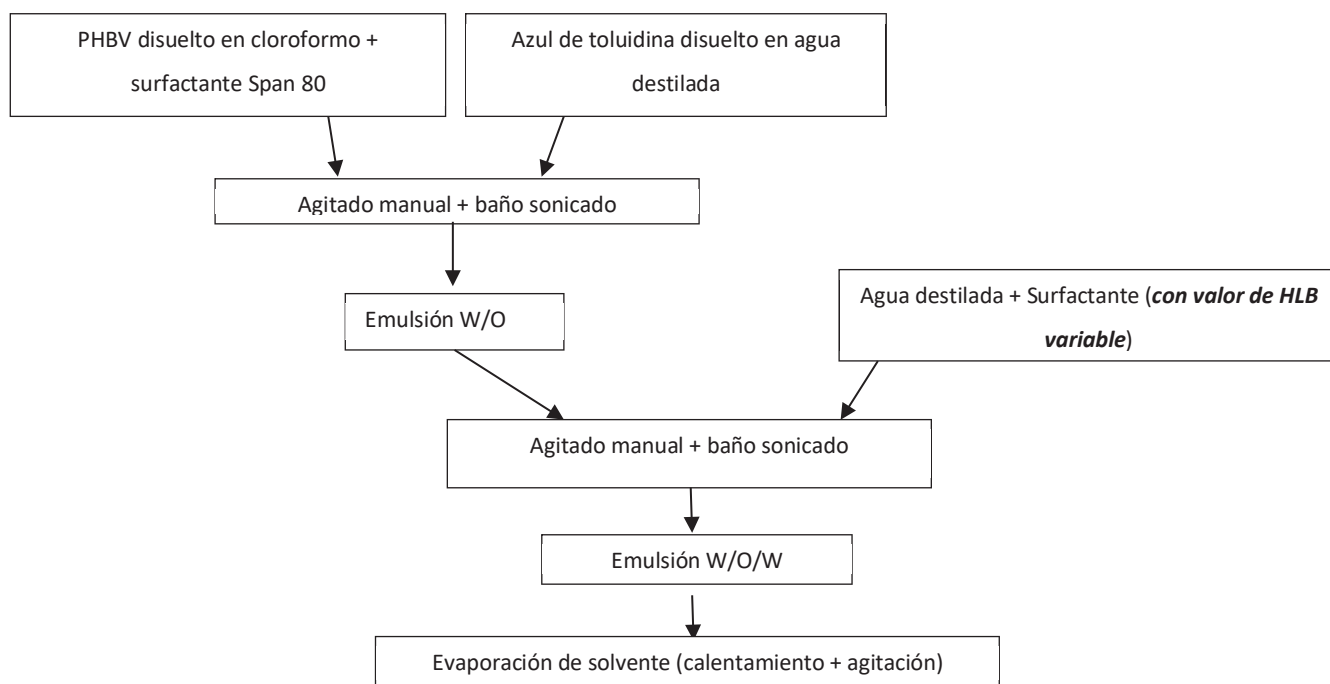 PHBV disuelto en cloroformo +
surfactante Span 80
Azul de toluidina disuelto en agua
destilada
Agitado manual + baño sonicado
Emulsión W/O
Agua destilada + Surfactante (con valor de HLB
variable)
Agitado manual + baño sonicado
Emulsión W/O/W
Evaporación de solvente (calentamiento + agitación)